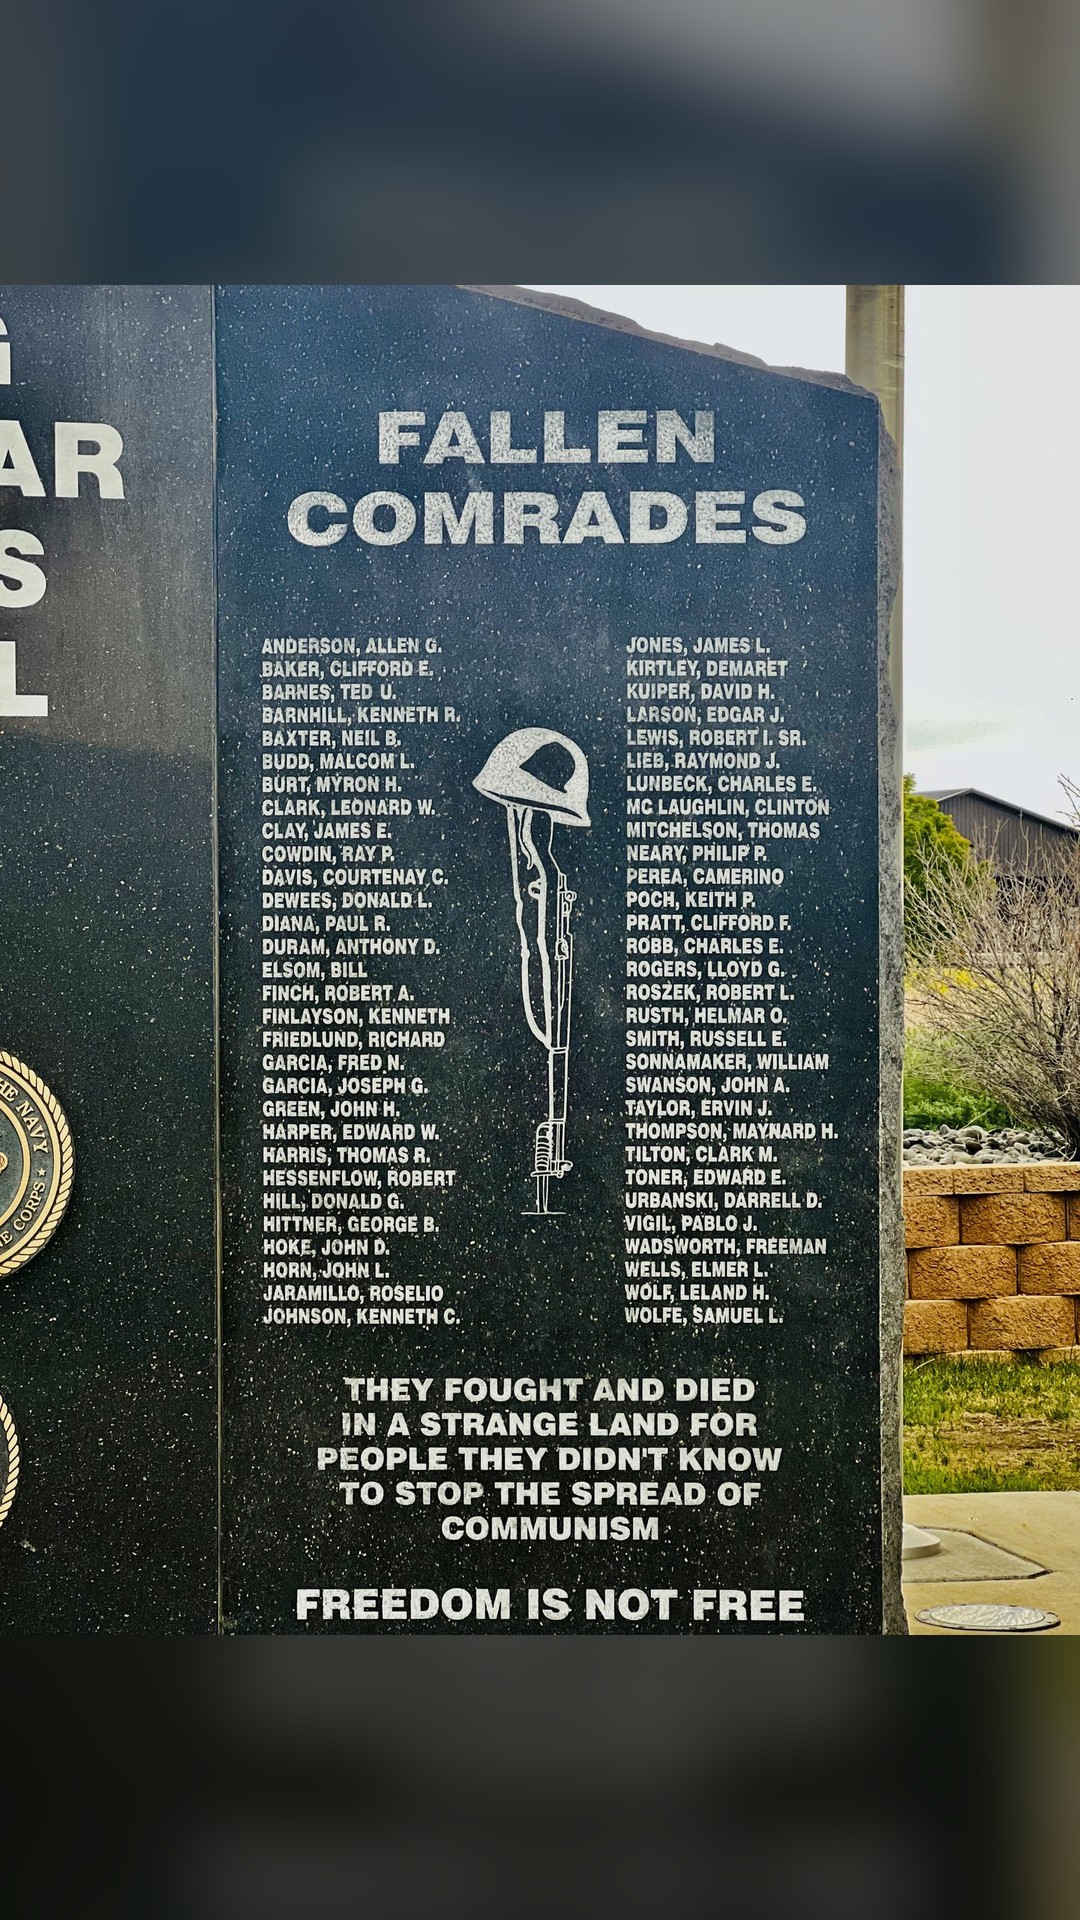 G
AR
S
L
HE NAVY
E CORPS ★
FALLEN
COMRADES
ANDERSON, ALLEN G.
BAKER, CLIFFORD E.
BARNES, TED U.
BARNHILL, KENNETH R.
BAXTER, NEIL B.
BUDD, MALCOM L.
BURT, MYRON H.
CLARK, LEONARD W.
CLAY, JAMES E.
COWDIN, RAY P.
DAVIS, COURTENAY C.
DEWEES, DONALD L.
DIANA, PAUL R.
DURAM, ANTHONY D.
ELSOM, BILL
FINCH, ROBERT A.
FINLAYSON, KENNETH
FRIEDLUND, RICHARD
GARCIA, FRED N.
GARCIA, JOSEPH G.
GREEN, JOHN H.
HARPER, EDWARD W.
HARRIS, THOMAS R.
HESSENFLOW, ROBERT
HILL, DONALD G.
HITTNER, GEORGE B.
HOKE, JOHN D.
HORN, JOHN L.
JARAMILLO, ROSELIO
JOHNSON, KENNETH C.
JONES, JAMES L.
KIRTLEY, DEMARET
KUIPER, DAVID H.
LARSON, EDGAR J.
LEWIS, ROBERT I. SR.
LIEB, RAYMOND J.
LUNBECK, CHARLES E.
MC LAUGHLIN, CLINTON
MITCHELSON, THOMAS
NEARY, PHILIP P.
PEREA, CAMERINO
POCH, KEITH P.
PRATT, CLIFFORD F.
ROBB, CHARLES E.
ROGERS, LLOYD G.
ROSZEK, ROBERT L.
RUSTH, HELMAR O.
SMITH, RUSSELL E.
SONNAMAKER, WILLIAM
SWANSON, JOHN A.
TAYLOR, ERVIN J.
THOMPSON, MAYNARD H.
TILTON, CLARK M.
TONER, EDWARD E.
URBANSKI, DARRELL D.
VIGIL, PABLO J.
WADSWORTH, FREEMAN
WELLS, ELMER L.
WOLF, LELAND H.
WOLFE, SAMUEL L.
THEY FOUGHT AND DIED
IN A STRANGE LAND FOR
PEOPLE THEY DIDN'T KNOW
TO STOP THE SPREAD OF
COMMUNISM
FREEDOM IS NOT FREE